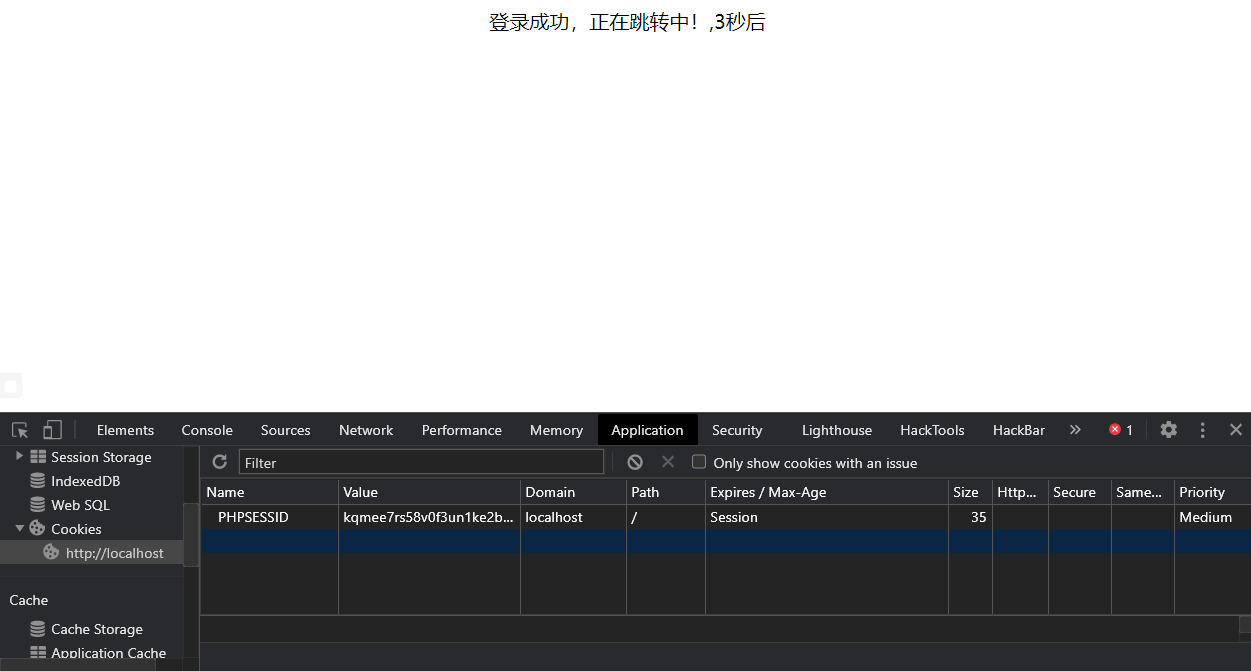 登录成功，正在跳转中！,3秒后
Elements Console Sources Network Performance Memory Application Security Lighthouse HackTools HackBar » 1
Session Storage
IndexedDB
Web SQL
Cookies
http://localhost
Cache
Cache Storage
Application Cache
Filter Only show cookies with an issue
Name Value Domain Path Expires / Max-Age Size Http... Secure Same... Priority
PHPSESSID kqmee7rs58v0f3un1ke2b... localhost / Session 35 Medium